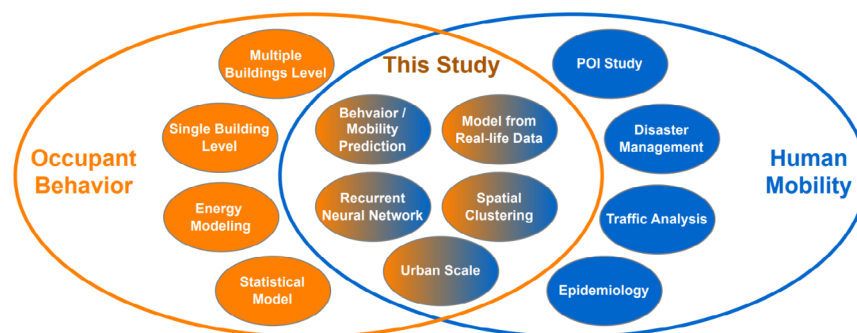 Multiple
Buildings Level
This Study
POI Study
Behvaior /
Mobility
Prediction
Model from
Real-life Data
Single Building
Level
Disaster
Management
Occupant
Behavior
Human
Mobility
Recurrent
Neural Network
Spatial
Clustering
Energy
Modeling
Traffic Analysis
Urban Scale
Statistical
Model
Epidemiology